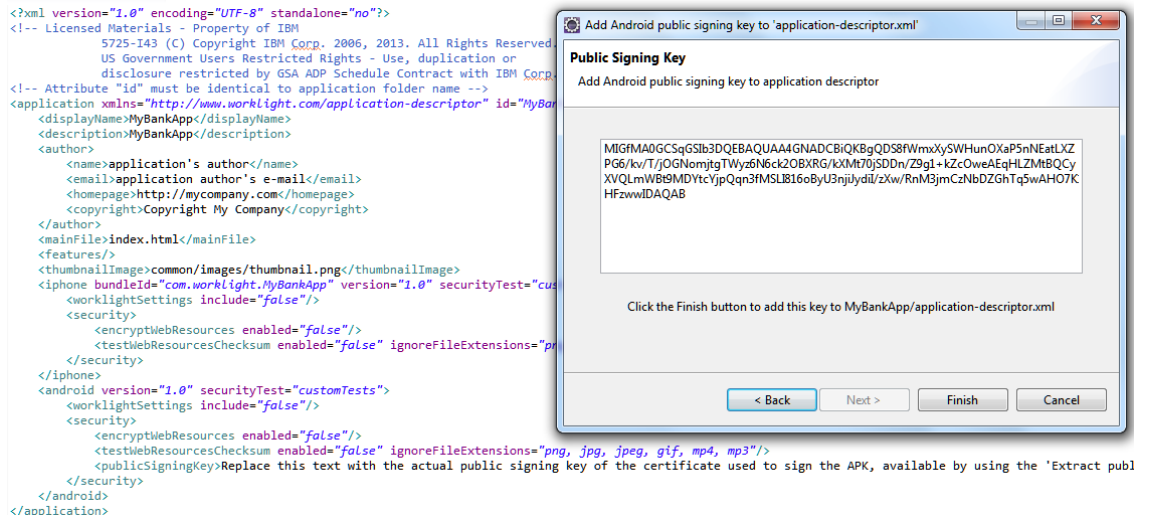 <?xml version="1.0" encoding="UTF-8" standalone="no"?>
<!-- Licensed Materials - Property of IBM
5725-I43 (C) Copyright IBM Corp. 2006, 2013. All Rights Reserved.
US Government Users Restricted Rights - Use, duplication or
disclosure restricted by GSA ADP Schedule Contract with IBM Corp.
<!-- Attribute "id" must be identical to application folder name -->
<application xmlns="http://www.worklight.com/application-descriptor" id="MyBan
<displayName>MyBankApp</displayName>
<description>MyBankApp</description>
<author>
<name>application's author</name>
<email>application author's e-mail</email>
<homepage>http://mycompany.com</homepage>
<copyright>Copyright My Company</copyright>
</author>
<mainFile>index.html</mainFile>
<features/>
<thumbnailImage>common/images/thumbnail.png</thumbnailImage>
<iphone bundleId="com.worklight.MyBankApp" version="1.0" securityTest="cus
<worklightSettings include="false"/>
<security>
<encryptWebResources enabled="false"/>
<testWebResourcesChecksum enabled="false" ignoreFileExtensions="pn
</security>
</iphone>
<android version="1.0" securityTest="customTests">
<worklightSettings include="false"/>
<security>
<encryptWebResources enabled="false"/>
<testWebResourcesChecksum enabled="false" ignoreFileExtensions="png, jpg, jpeg, gif, mp4, mp3"/>
<publicSigningKey>Replace this text with the actual public signing key of the certificate used to sign the APK, available by using the 'Extract publ
</security>
</android>
</application>
Add Android public signing key to 'application-descriptor.xml'
Public Signing Key
Add Android public signing key to application descriptor
MIGfMA0GCSqGSIb3DQEBAQUAA4GNADCBiQKBgQDS8fWmxXySWHunOXaP5nNEatLXZ
PG6/kv/T/jOGNomjtgTWyz6N6ck2OBXRG/kXMt70jSDDn/Z9g1+kZcOweAEqHLZMtBQCy
XVQLmWBt9MDYtcYjpQqn3fMSLI816oByU3njiJydiI/zXw/RnM3jmCzNbDZGhTq5wAHO7K
HFzwwIDAQAB
Click the Finish button to add this key to MyBankApp/application-descriptor.xml
< Back
Next >
Finish
Cancel